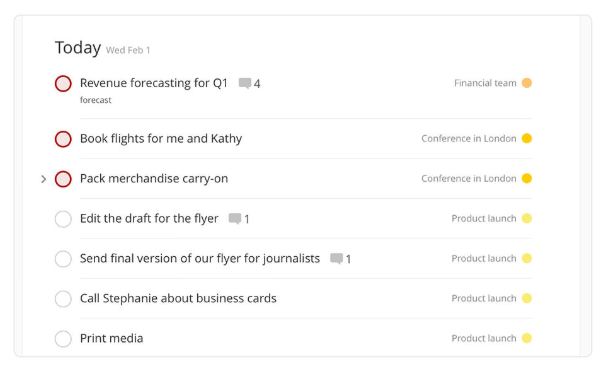 Today Wed Feb 1
Revenue forecasting for Q1 4 Financial team
forecast
Book flights for me and Kathy Conference in London
Pack merchandise carry-on Conference in London
Edit the draft for the flyer 1 Product launch
Send final version of our flyer for journalists 1 Product launch
Call Stephanie about business cards Product launch
Print media Product launch